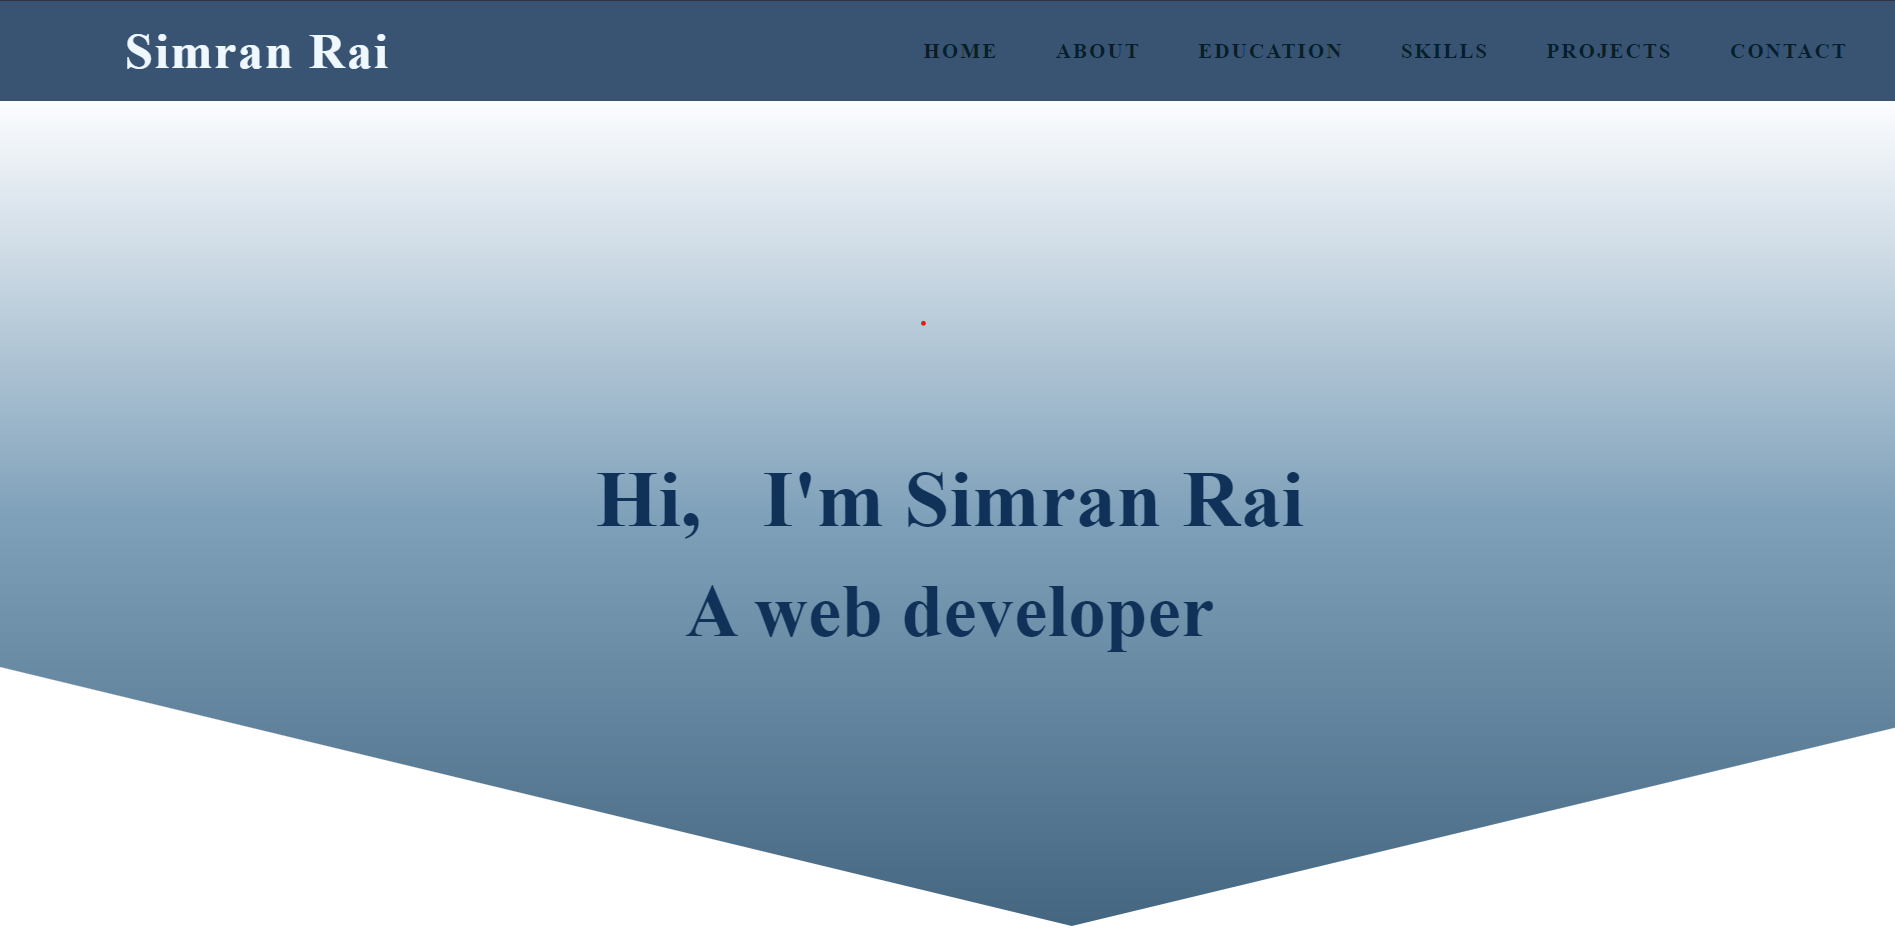 Simran Rai
HOME ABOUT EDUCATION SKILLS PROJECTS CONTACT
Hi, I'm Simran Rai
A web developer